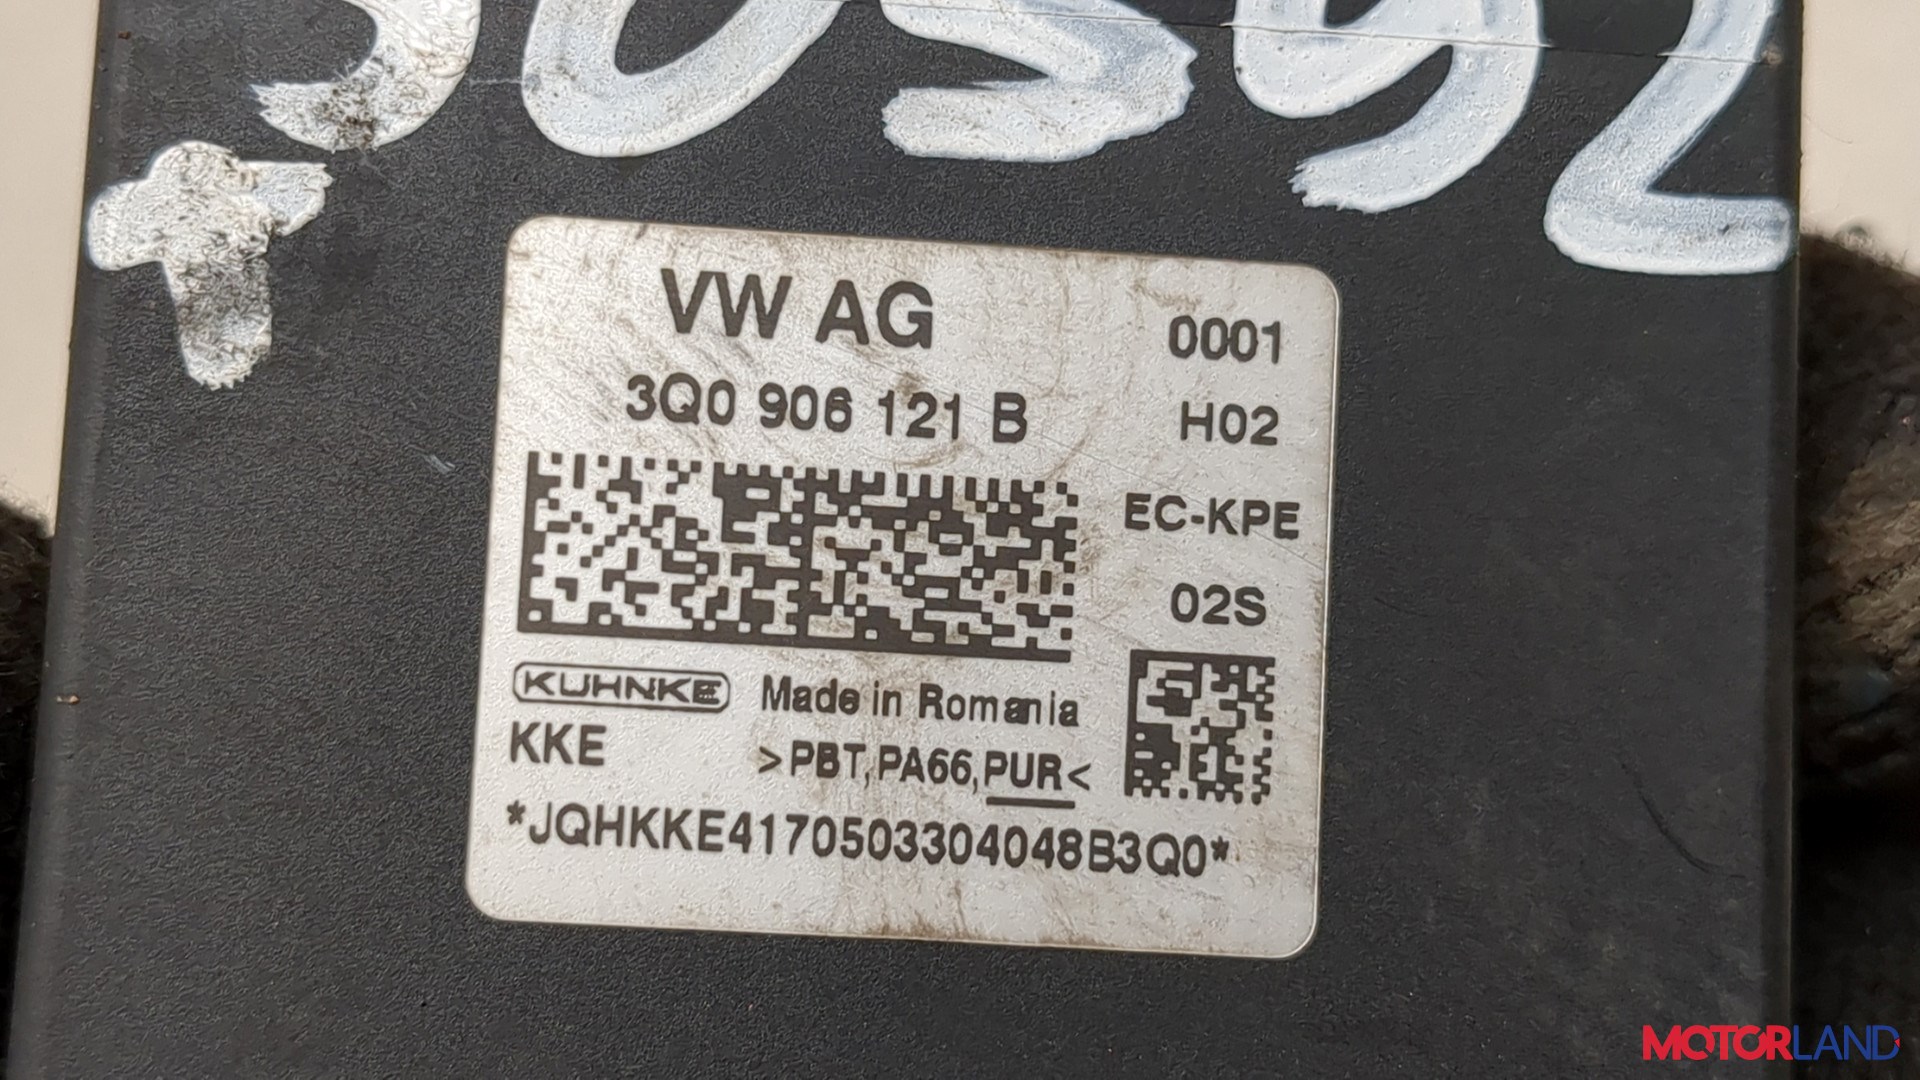 VW AG
0001
3Q0 906 121 B
H02
EC-KPE
02S
KUHNKE Made in Romania
KKE >PBT,PA66,PUR<
*JQHKKE4170503304048B3Q0*
MOTORLAND